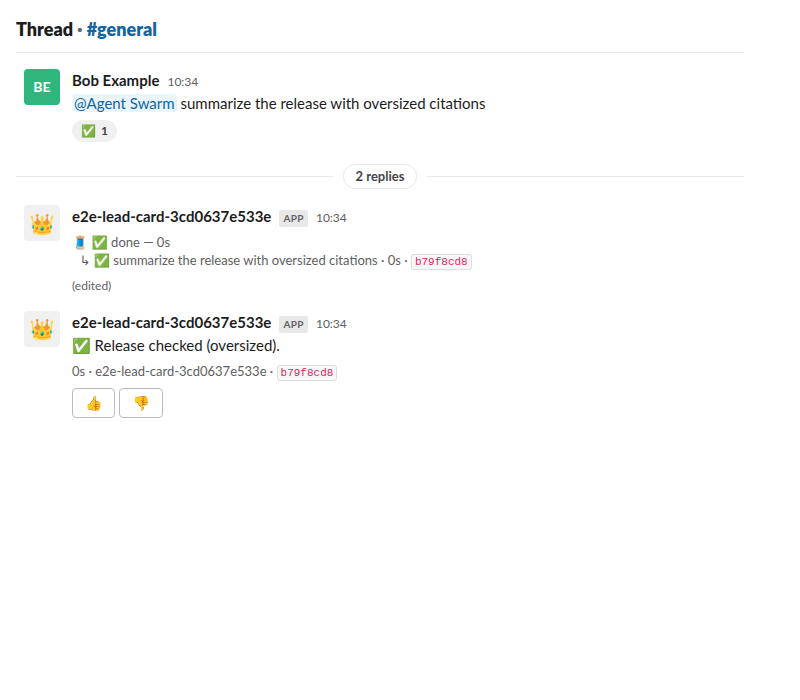 Thread • #general
BE
Bob Example 10:34
@Agent Swarm summarize the release with oversized citations
✅ 1
2 replies
e2e-lead-card-3cd0637e533e APP 10:34
🧵 ✅ done — 0s
↳ ✅ summarize the release with oversized citations · 0s · b79f8cd8
(edited)
e2e-lead-card-3cd0637e533e APP 10:34
✅ Release checked (oversized).
0s · e2e-lead-card-3cd0637e533e · b79f8cd8
👍 👎